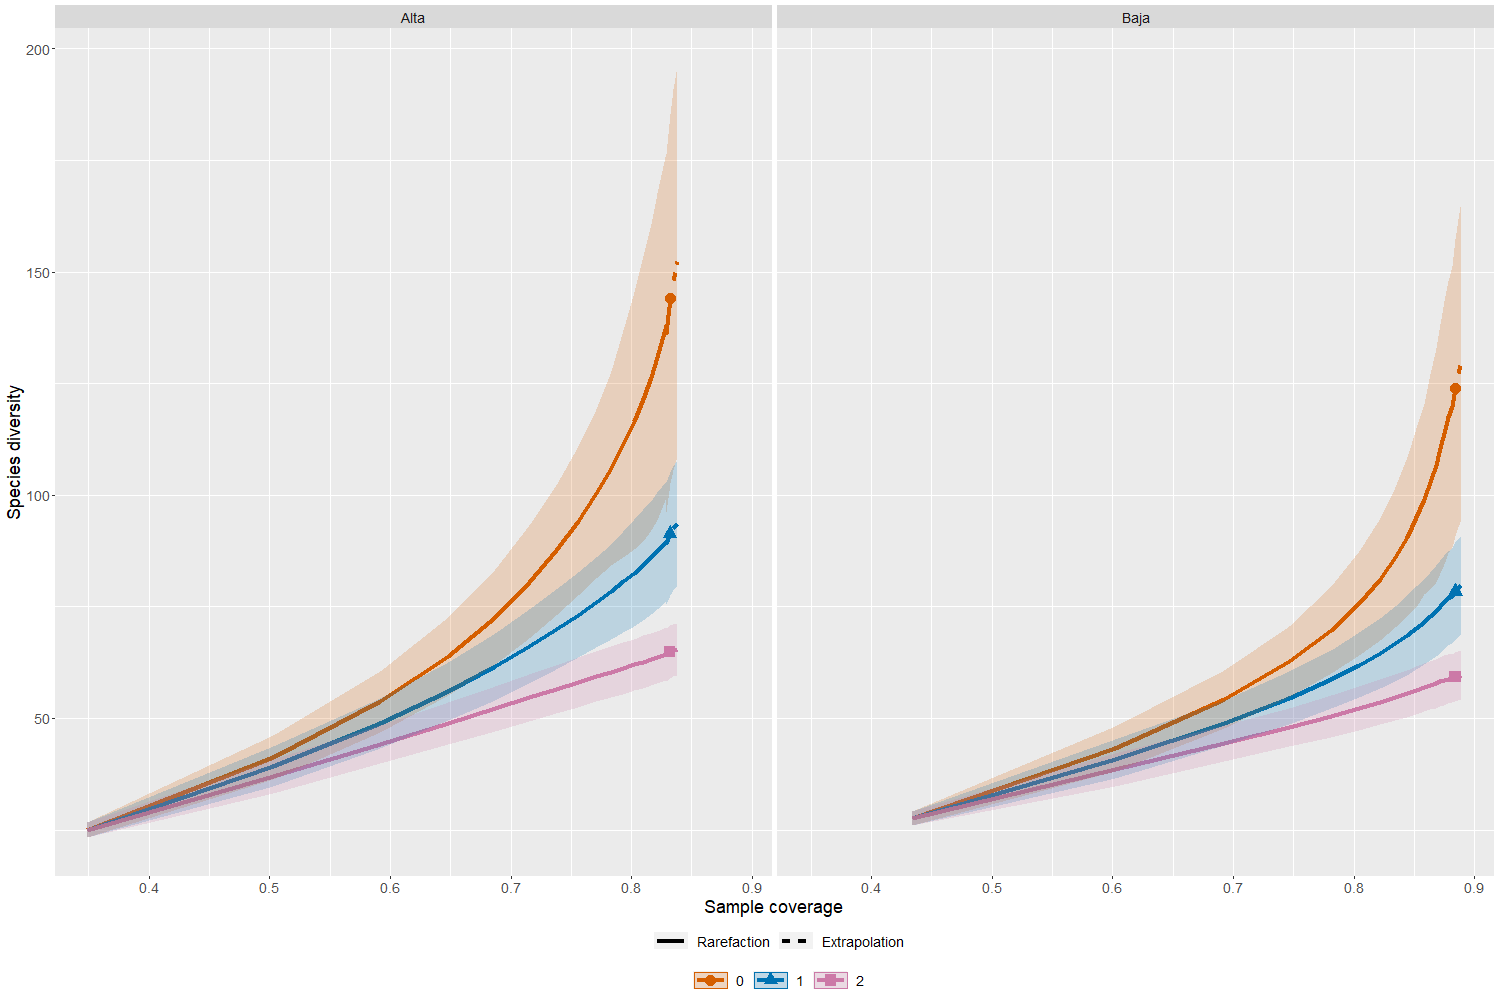 Alta
Baja
200
150
100
50
Species diversity
0.4 0.5 0.6 0.7 0.8 0.9
0.4 0.5 0.6 0.7 0.8 0.9
Sample coverage
Rarefaction Extrapolation
0 1 2